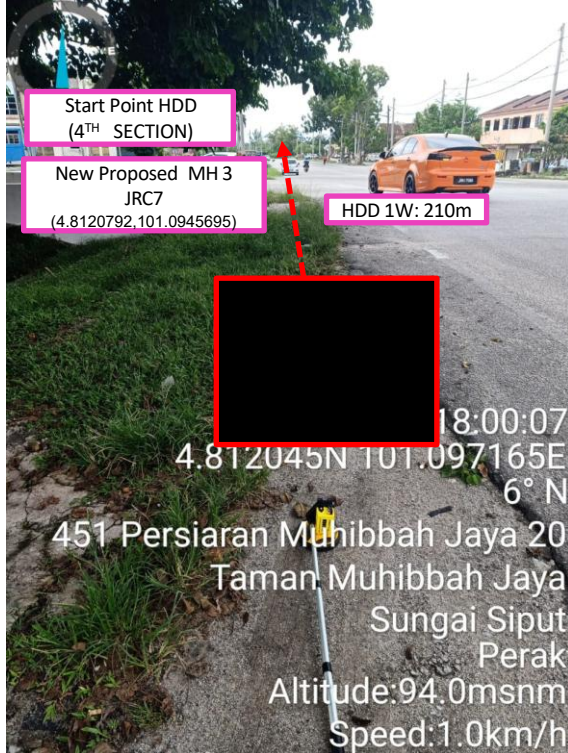 N
W
E
Start Point HDD
(4TH SECTION)
New Proposed MH 3
JRC7
(4.8120792,101.0945695)
HDD 1W: 210m
18:00:07
4.812045N 101.097165E
6° N
451 Persiaran Muhibbah Jaya 20
Taman Muhibbah Jaya
Sungai Siput
Perak
Altitude:94.0msnm
Speed:1.0km/h